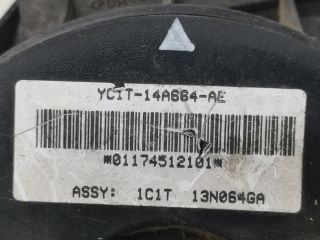 YC1T-14A664-AE
*01174512101*
ASSY: 1C1T 13N064GA